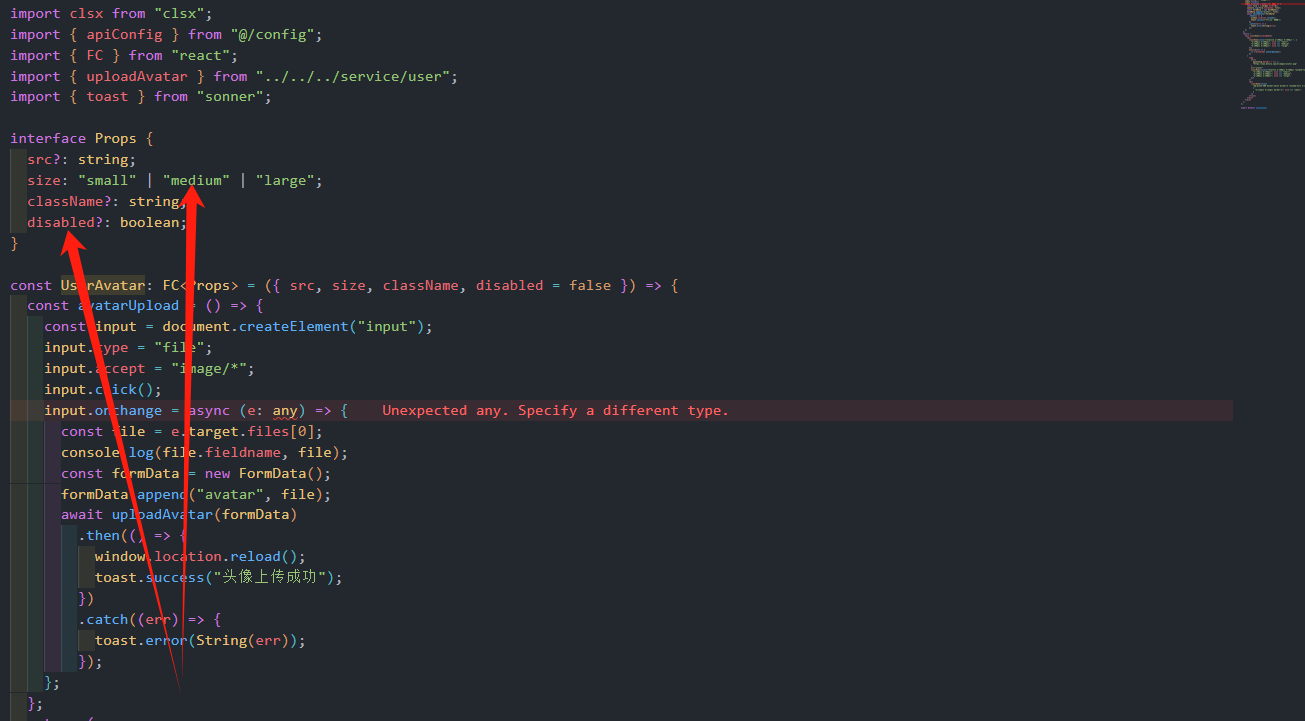 import clsx from "clsx";
import { apiConfig } from "@/config";
import { FC } from "react";
import { uploadAvatar } from "../../../service/user";
import { toast } from "sonner";
interface Props {
src?: string;
size: "small" | "medium" | "large";
className?: string;
disabled?: boolean;
}
const UserAvatar: FC<Props> = ({ src, size, className, disabled = false }) => {
const avatarUpload = () => {
const input = document.createElement("input");
input.type = "file";
input.accept = "image/*";
input.click();
input.onchange = async (e: any) => { Unexpected any. Specify a different type.
const file = e.target.files[0];
console.log(file.fieldname, file);
const formData = new FormData();
formData.append("avatar", file);
await uploadAvatar(formData)
.then(() => {
window.location.reload();
toast.success("头像上传成功");
})
.catch((err) => {
toast.error(String(err));
});
};
};